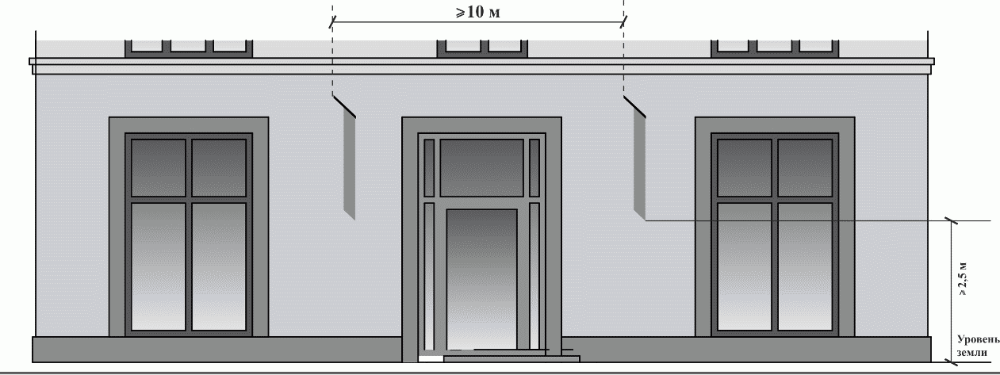 ⩾10 м
⩾ 2,5 м
Уровень
земли